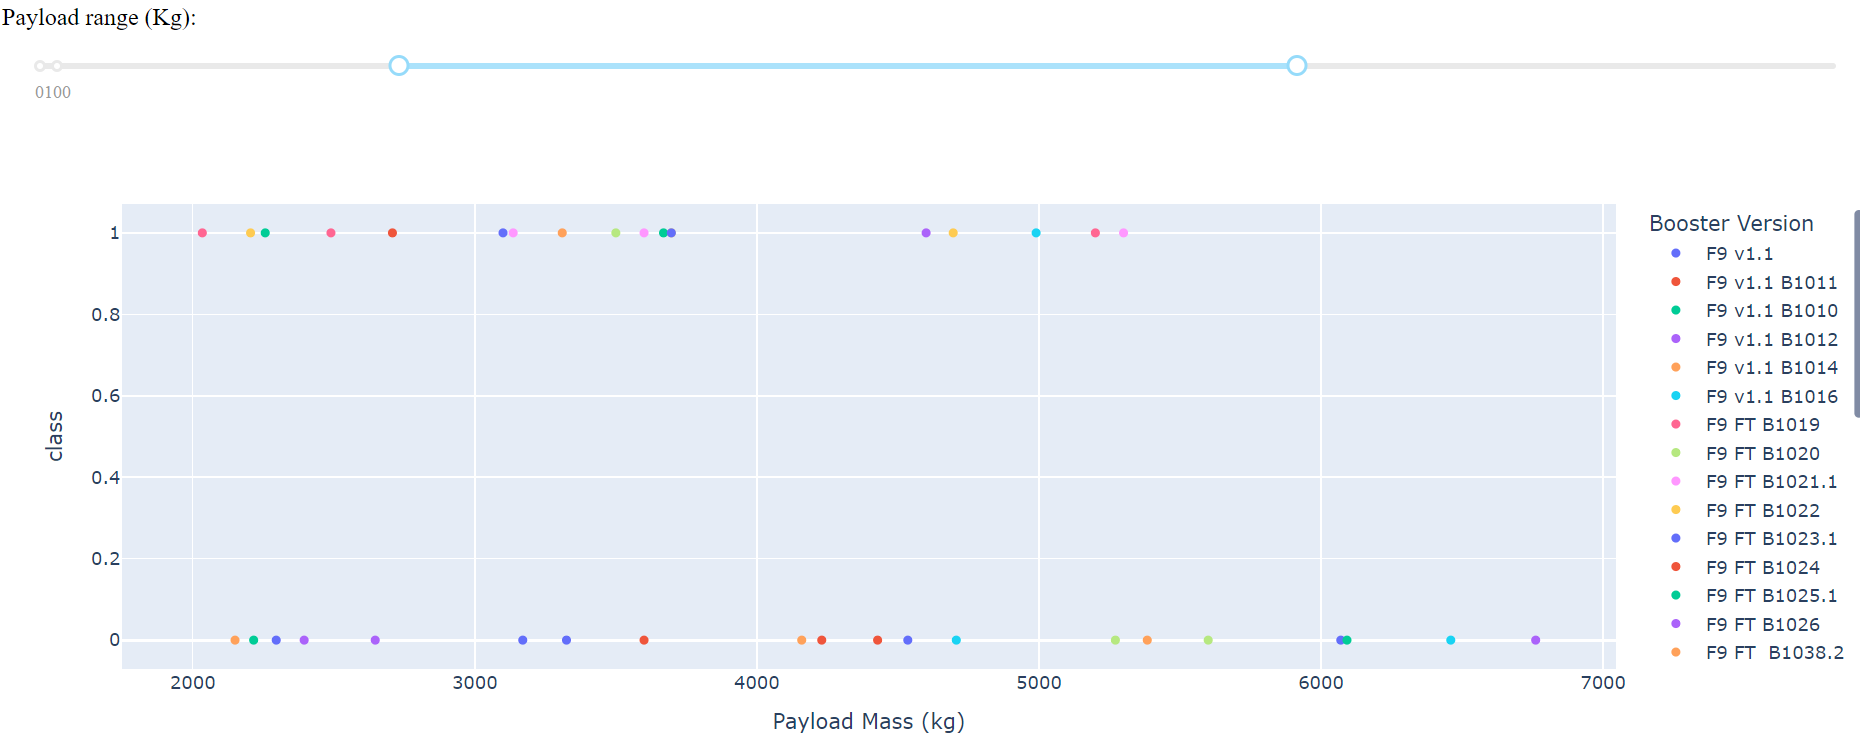 Payload range (Kg):
0100
1
0.8
0.6
0.4
0.2
0
class
2000 3000 4000 5000 6000 7000
Payload Mass (kg)
Booster Version
F9 v1.1
F9 v1.1 B1011
F9 v1.1 B1010
F9 v1.1 B1012
F9 v1.1 B1014
F9 v1.1 B1016
F9 FT B1019
F9 FT B1020
F9 FT B1021.1
F9 FT B1022
F9 FT B1023.1
F9 FT B1024
F9 FT B1025.1
F9 FT B1026
F9 FT  B1038.2